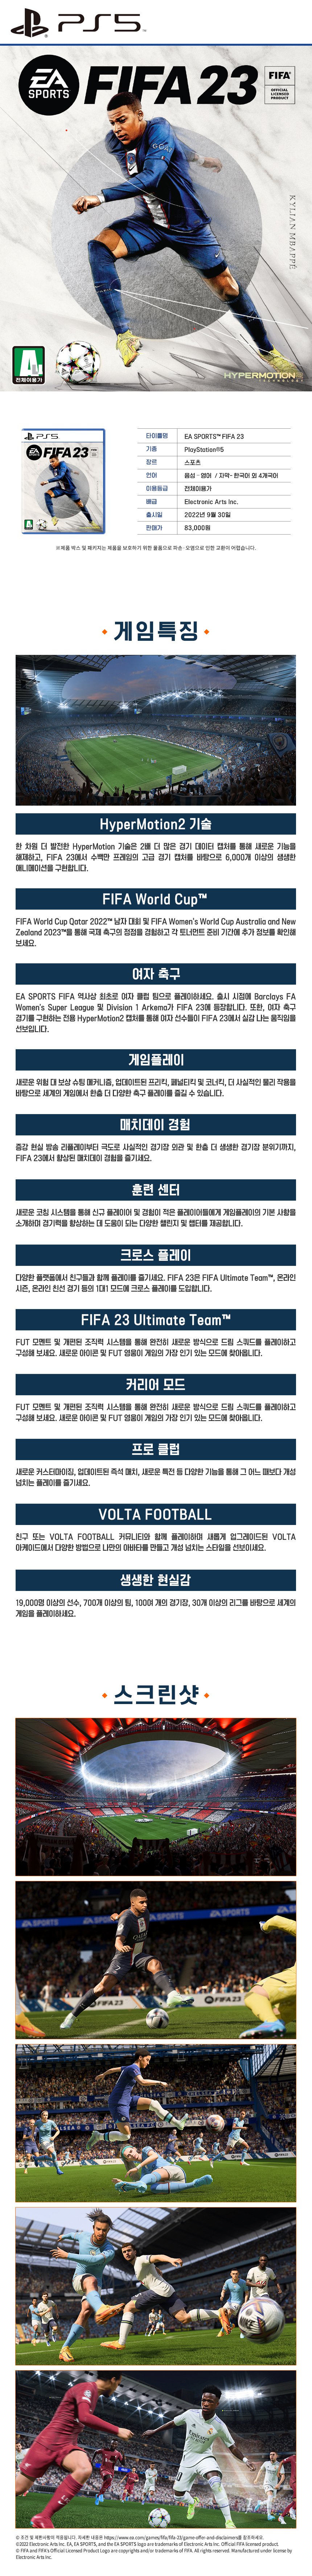 PS5
EA SPORTS
FIFA 23
FIFA
OFFICIAL
LICENSED
PRODUCT
KYLIAN MBAPPÉ
전체이용가
HYPERMOTION2
TECHNOLOGY
PS5
FIFA 23
타이틀명 EA SPORTS™ FIFA 23
기종 PlayStation®5
장르 스포츠
언어 음성 - 영어 / 자막- 한국어 외 4개국어
이용등급 전체이용가
배급 Electronic Arts Inc.
출시일 2022년 9월 30일
판매가 83,000원
※제품 박스 및 패키지는 제품을 보호하기 위한 물품으로 파손·오염으로 인한 교환이 어렵습니다.
게임특징
HyperMotion2 기술
한 차원 더 발전한 HyperMotion 기술은 2배 더 많은 경기 데이터 캡처를 통해 새로운 기능을
해제하고, FIFA 23에서 수백만 프레임의 고급 경기 캡처를 바탕으로 6,000개 이상의 생생한
애니메이션을 구현합니다.
FIFA World Cup™
FIFA World Cup Qatar 2022™ 남자 대회 및 FIFA Women's World Cup Australia and New
Zealand 2023™을 통해 국제 축구의 정점을 경험하고 각 토너먼트 준비 기간에 추가 정보를 확인해
보세요.
여자 축구
EA SPORTS FIFA 역사상 최초로 여자 클럽 팀으로 플레이하세요. 출시 시점에 Barclays FA
Women's Super League 및 Division 1 Arkema가 FIFA 23에 등장합니다. 또한, 여자 축구
경기를 구현하는 전용 HyperMotion2 캡처를 통해 여자 선수들이 FIFA 23에서 실감 나는 움직임을
선보입니다.
게임플레이
새로운 위험 대 보상 슈팅 메커니즘, 업데이트된 프리킥, 페널티킥 및 코너킥, 더 사실적인 물리 작용을
바탕으로 세계의 게임에서 한층 더 다양한 축구 플레이를 즐길 수 있습니다.
매치데이 경험
증강 현실 방송 리플레이부터 극도로 사실적인 경기장 외관 및 한층 더 생생한 경기장 분위기까지,
FIFA 23에서 향상된 매치데이 경험을 즐기세요.
훈련 센터
새로운 코칭 시스템을 통해 신규 플레이어 및 경험이 적은 플레이어들에게 게임플레이의 기본 사항을
소개하며 경기력을 향상하는 데 도움이 되는 다양한 챌린지 및 챕터를 제공합니다.
크로스 플레이
다양한 플랫폼에서 친구들과 함께 플레이를 즐기세요. FIFA 23은 FIFA Ultimate Team™, 온라인
시즌, 온라인 친선 경기 등의 1대1 모드에 크로스 플레이를 도입합니다.
FIFA 23 Ultimate Team™
FUT 모멘트 및 개편된 조직력 시스템을 통해 완전히 새로운 방식으로 드림 스쿼드를 플레이하고
구성해 보세요. 새로운 아이콘 및 FUT 영웅이 게임의 가장 인기 있는 모드에 찾아옵니다.
커리어 모드
FUT 모멘트 및 개편된 조직력 시스템을 통해 완전히 새로운 방식으로 드림 스쿼드를 플레이하고
구성해 보세요. 새로운 아이콘 및 FUT 영웅이 게임의 가장 인기 있는 모드에 찾아옵니다.
프로 클럽
새로운 커스터마이징, 업데이트된 즉석 매치, 새로운 특전 등 다양한 기능을 통해 그 어느 때보다 개성
넘치는 플레이를 즐기세요.
VOLTA FOOTBALL
친구 또는 VOLTA FOOTBALL 커뮤니티와 함께 플레이하며 새롭게 업그레이드된 VOLTA
아케이드에서 다양한 방법으로 나만의 아바타를 만들고 개성 넘치는 스타일을 선보이세요.
생생한 현실감
19,000명 이상의 선수, 700개 이상의 팀, 100여 개의 경기장, 30개 이상의 리그를 바탕으로 세계의
게임을 플레이하세요.
스크린샷
EA SPORTS
FIFA 23
FIFA 23
© 조건 및 제한사항이 적용됩니다. 자세한 내용은 https://www.ea.com/games/fifa/fifa-23/game-offer-and-disclaimers를 참조하세요.
©2022 Electronic Arts Inc. EA, EA SPORTS, and the EA SPORTS logo are trademarks of Electronic Arts Inc. Official FIFA licensed product.
© FIFA and FIFA's Official Licensed Product Logo are copyrights and/or trademarks of FIFA. All rights reserved. Manufactured under license by
Electronic Arts Inc.